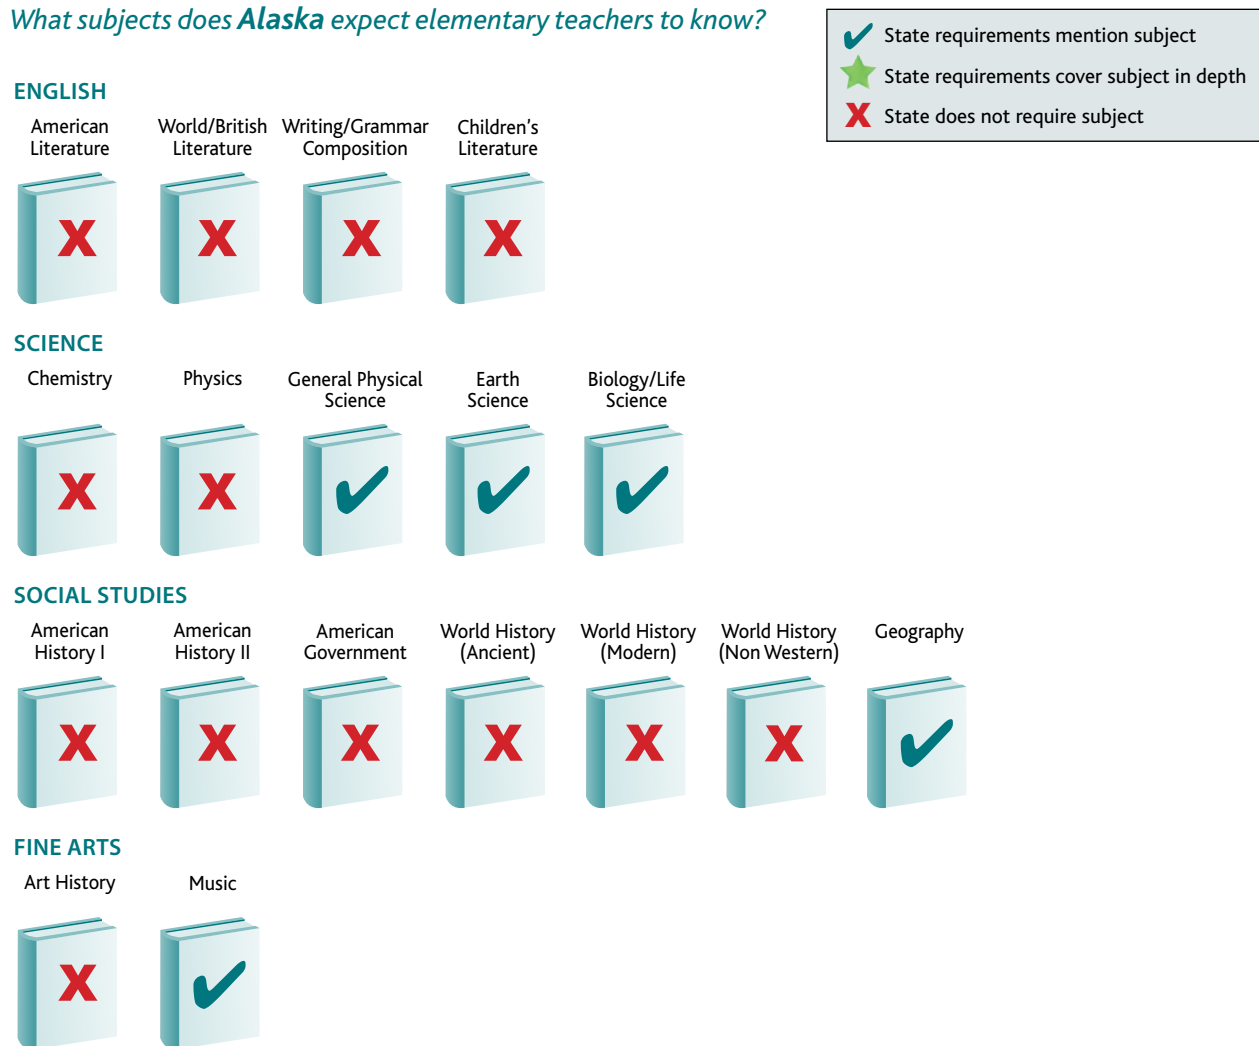 What subjects does Alaska expect elementary teachers to know?
State requirements mention subject
State requirements cover subject in depth
State does not require subject
ENGLISH
American
Literature
World/British
Literature
Writing/Grammar
Composition
Children's
Literature
SCIENCE
Chemistry
Physics
General Physical
Science
Earth
Science
Biology/Life
Science
SOCIAL STUDIES
American
History I
American
History II
American
Government
World History
(Ancient)
World History
(Modern)
World History
(Non Western)
Geography
FINE ARTS
Art History
Music